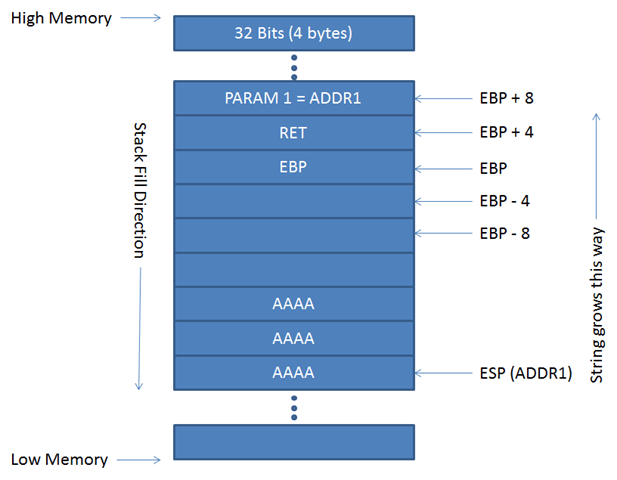 High Memory
32 Bits (4 bytes)
PARAM 1 = ADDR1
EBP + 8
RET
EBP + 4
EBP
EBP
EBP - 4
EBP - 8
AAAA
AAAA
AAAA
ESP (ADDR1)
Low Memory
Stack Fill Direction
String grows this way